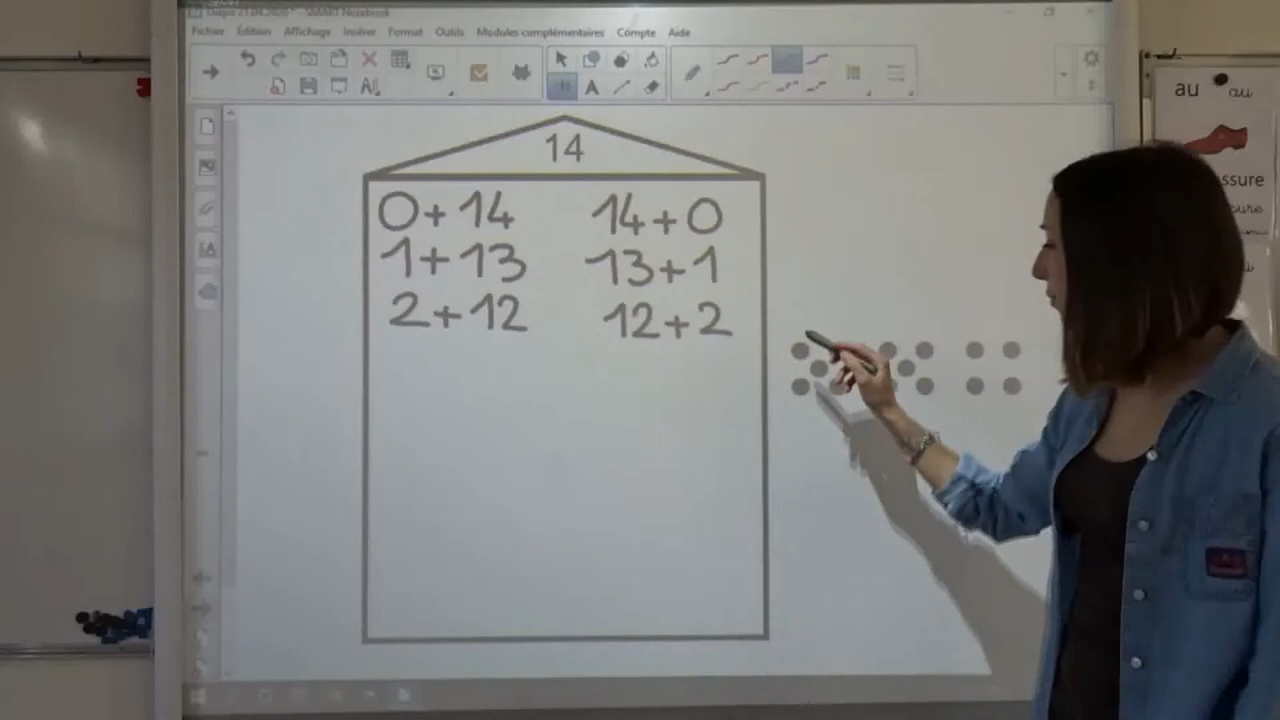 Fichier Édition Affichage Insérer Format Outils Modules complémentaires Compte Aide
14
0+14 14+0
1+13 13+1
2+12 12+2
au au